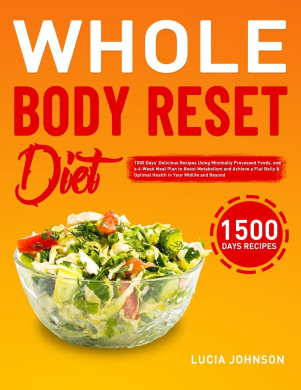 WHOLE
BODY RESET
Diet
1500 Days' Delicious Recipes Using Minimally Processed Foods, and
a 4-Week Meal Plan to Boost Metabolism and Achieve a Flat Belly &
Optimal Health in Your Midlife and Beyond
1500
DAYS RECIPES
LUCIA JOHNSON